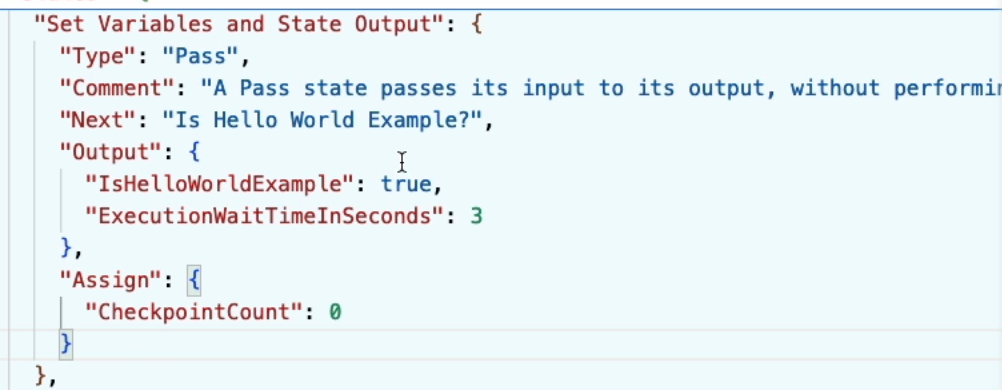 "Set Variables and State Output": {
"Type": "Pass",
"Comment": "A Pass state passes its input to its output, without
"Next": "Is Hello World Example?",
"Output": {
"IsHelloWorldExample": true,
"ExecutionWaitTimeInSeconds": 3
},
"Assign": {
"CheckpointCount": 0
}
},